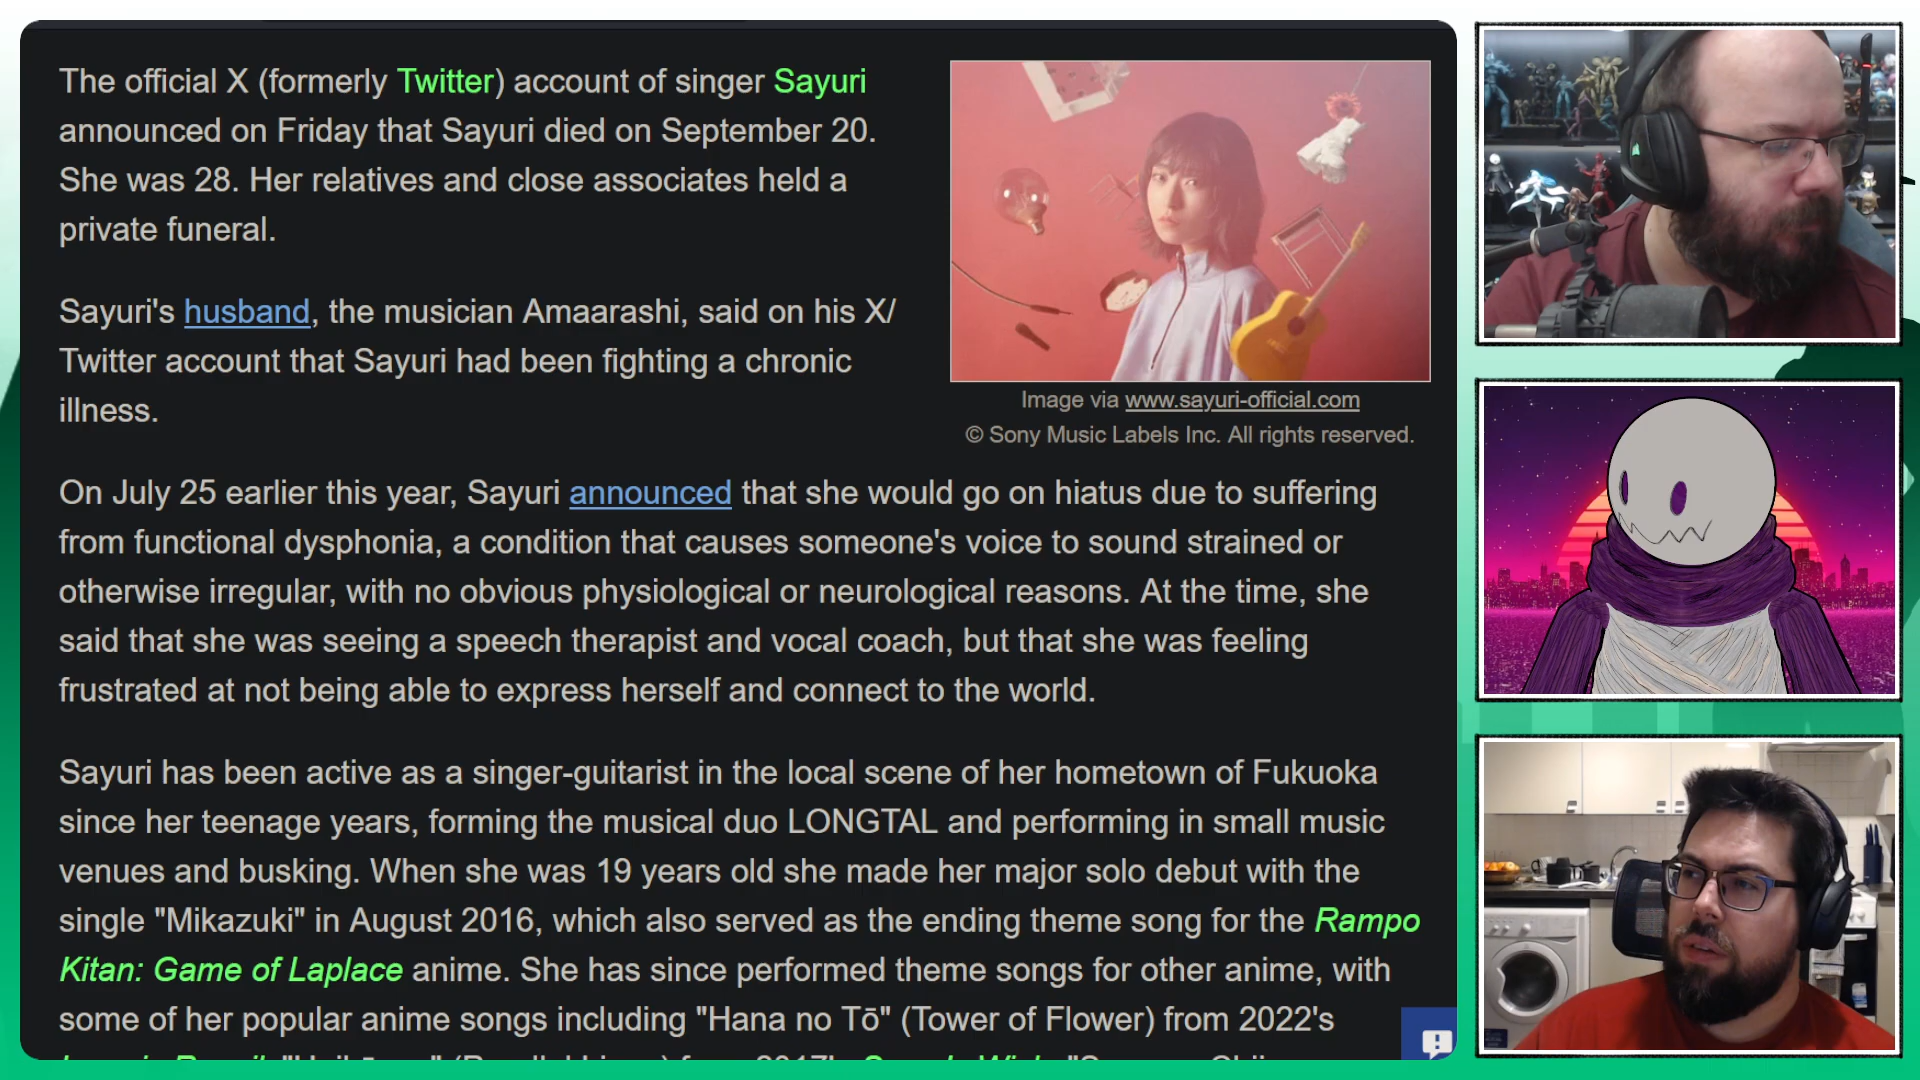 The official X (formerly Twitter) account of singer Sayuri
announced on Friday that Sayuri died on September 20.
She was 28. Her relatives and close associates held a
private funeral.
Sayuri's husband, the musician Amaarashi, said on his X/
Twitter account that Sayuri had been fighting a chronic
illness.
Image via www.sayuri-official.com
© Sony Music Labels Inc. All rights reserved.
On July 25 earlier this year, Sayuri announced that she would go on hiatus due to suffering
from functional dysphonia, a condition that causes someone's voice to sound strained or
otherwise irregular, with no obvious physiological or neurological reasons. At the time, she
said that she was seeing a speech therapist and vocal coach, but that she was feeling
frustrated at not being able to express herself and connect to the world.
Sayuri has been active as a singer-guitarist in the local scene of her hometown of Fukuoka
since her teenage years, forming the musical duo LONGTAL and performing in small music
venues and busking. When she was 19 years old she made her major solo debut with the
single "Mikazuki" in August 2016, which also served as the ending theme song for the Rampo
Kitan: Game of Laplace anime. She has since performed theme songs for other anime, with
some of her popular anime songs including "Hana no Tō" (Tower of Flower) from 2022's